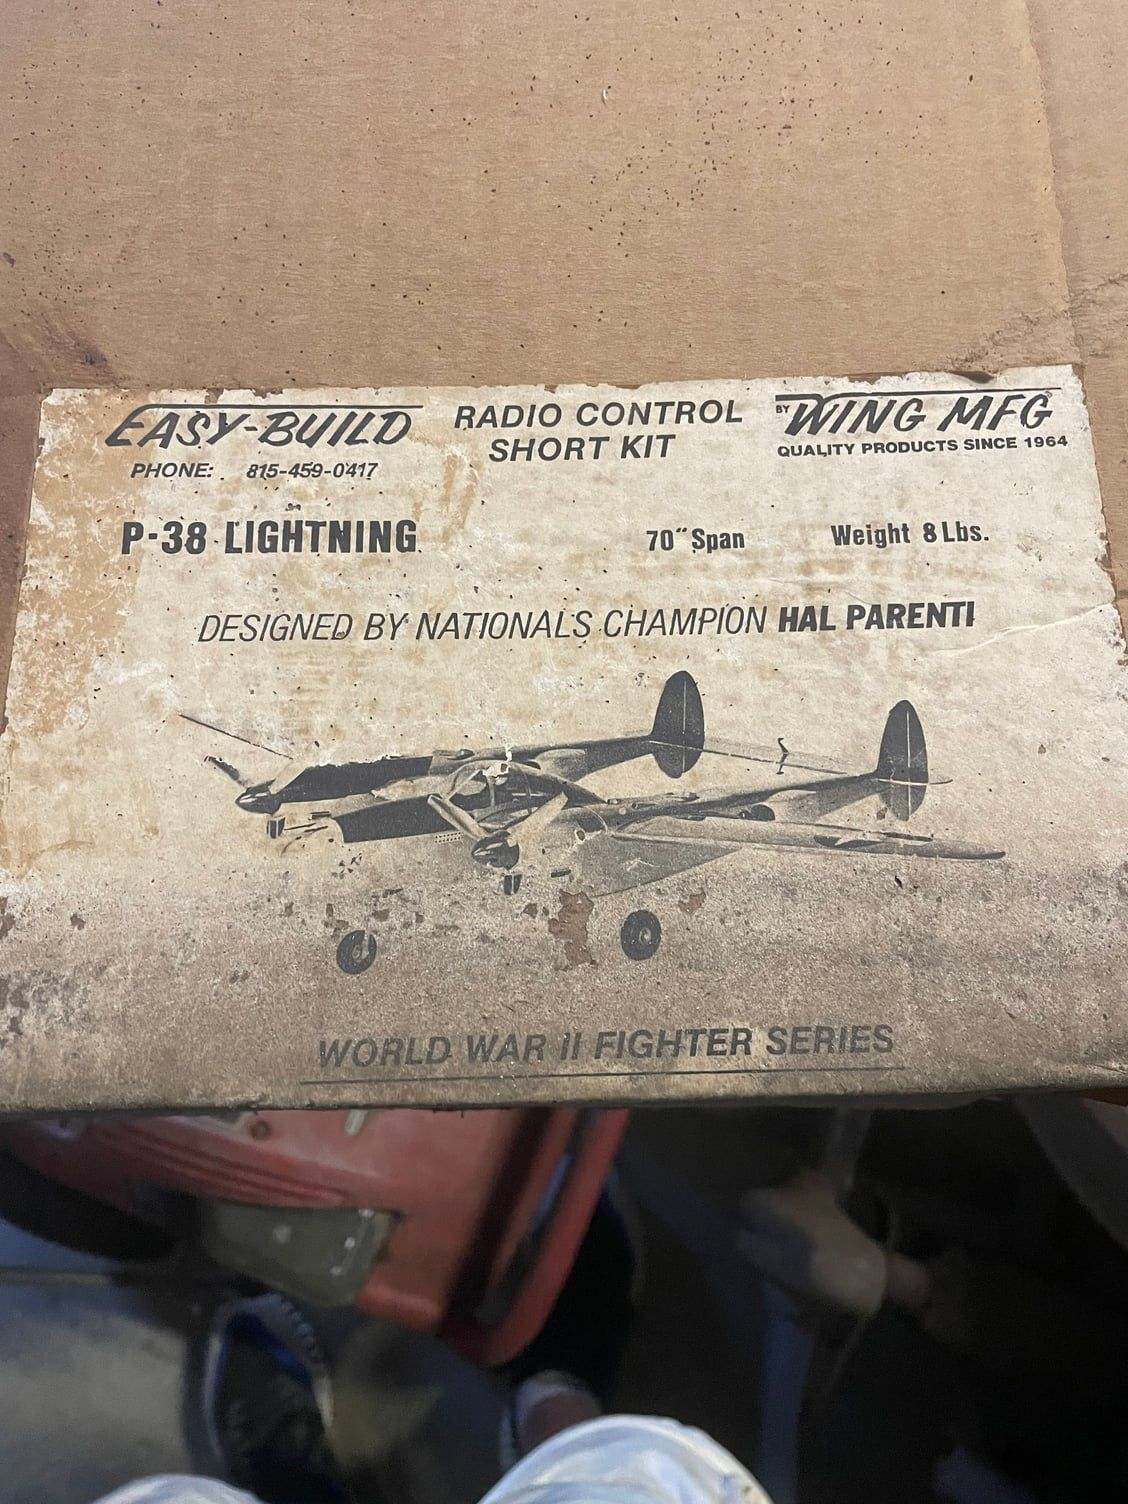 EASY-BUILD
PHONE: 815-459-0417
RADIO CONTROL
SHORT KIT
BY WING MFG
QUALITY PRODUCTS SINCE 1964
P-38 LIGHTNING
70" Span
Weight 8 Lbs.
DESIGNED BY NATIONALS CHAMPION HAL PARENTI
WORLD WAR II FIGHTER SERIES